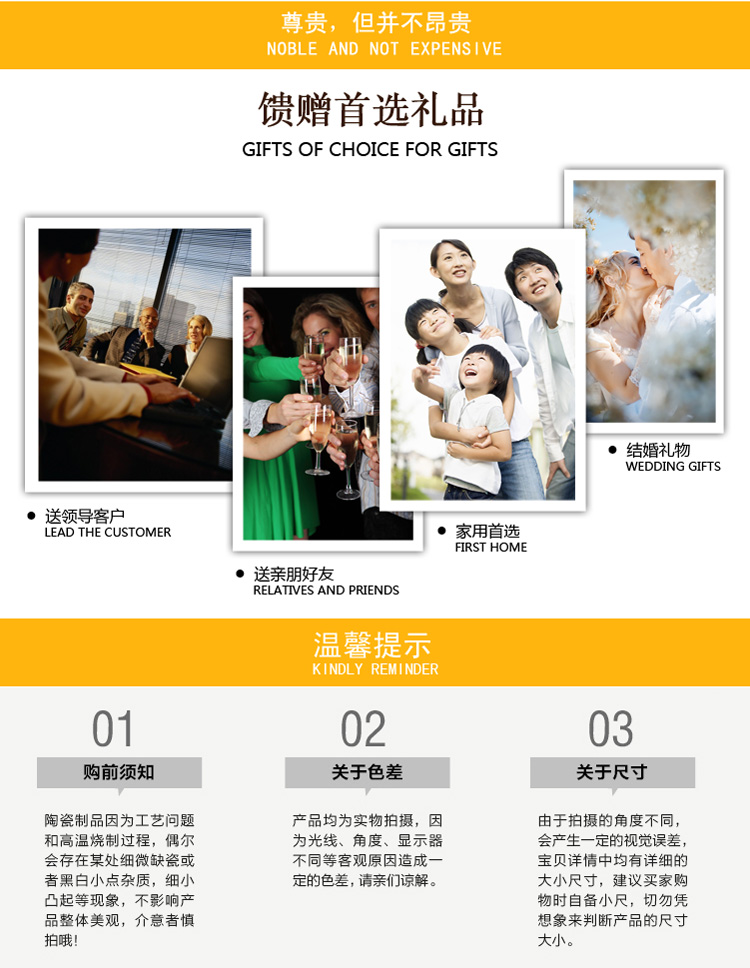 尊贵，但并不昂贵
NOBLE AND NOT EXPENSIVE
馈赠首选礼品
GIFTS OF CHOICE FOR GIFTS
送领导客户
LEAD THE CUSTOMER
送亲朋好友
RELATIVES AND PRIENDS
家用首选
FIRST HOME
结婚礼物
WEDDING GIFTS
温馨提示
KINDLY REMINDER
01
购前须知
陶瓷制品因为工艺问题
和高温烧制过程，偶尔
会存在某处细微缺瓷或
者黑白小点杂质，细小
凸起等现象，不影响产
品整体美观，介意者慎
拍哦！
02
关于色差
产品均为实物拍摄，因
为光线、角度、显示器
不同等客观原因造成一
定的色差，请亲们谅解。
03
关于尺寸
由于拍摄的角度不同，
会产生一定的视觉误差，
宝贝详情中均有详细的
大小尺寸，建议买家购
物时自备小尺，切勿凭
想象来判断产品的尺寸
大小。